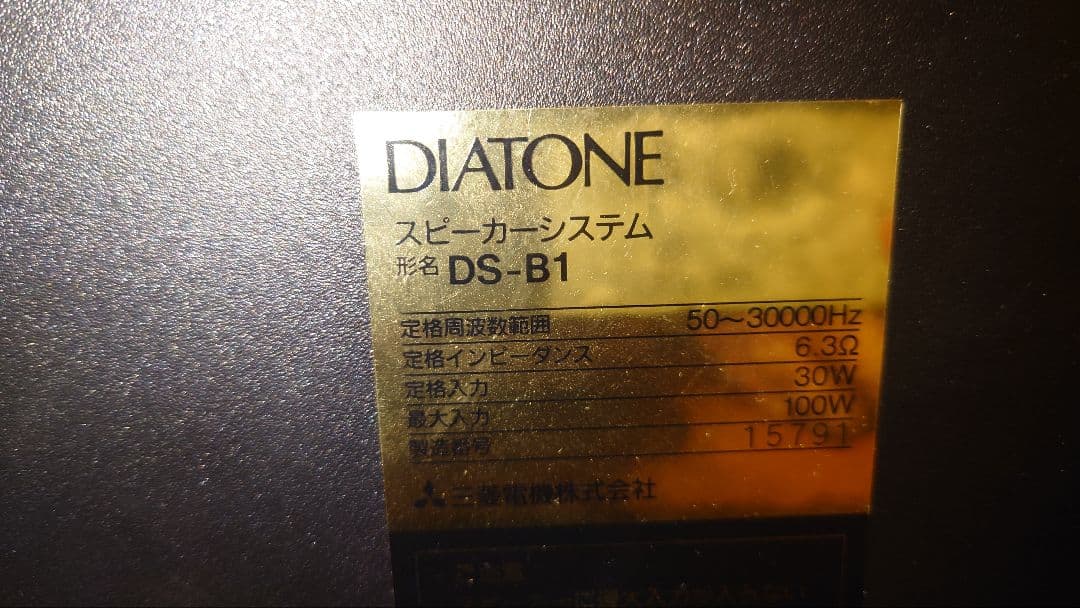 DIATONE
スピーカーシステム
形名 DS-B1
定格周波数範囲 50〜30000Hz
定格インピーダンス 6.3Ω
定格入力 30W
最大入力 100W
製造番号 15791
三菱電機株式会社